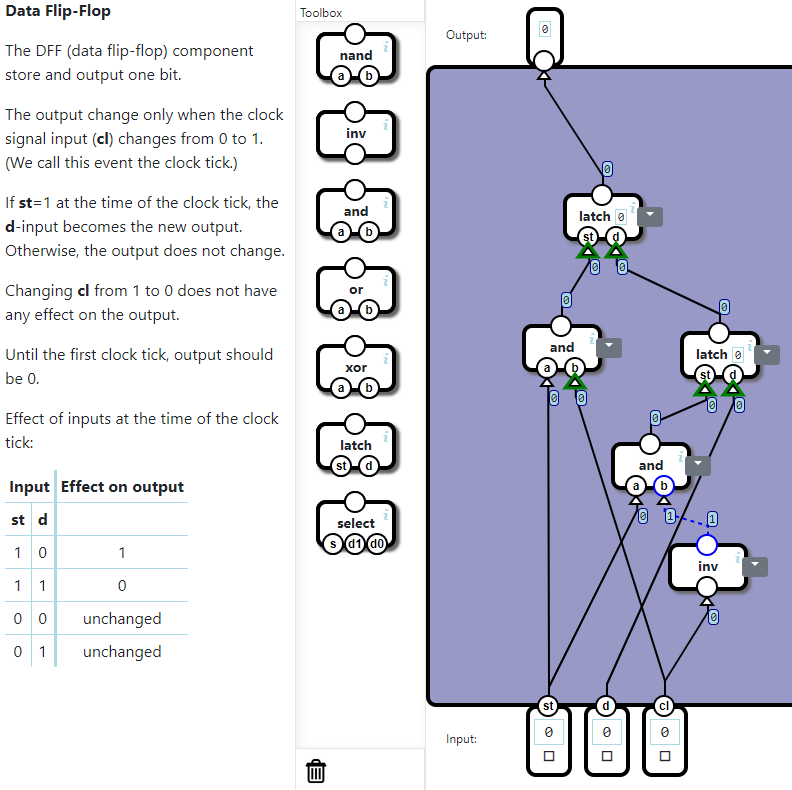 Data Flip-Flop
The DFF (data flip-flop) component
store and output one bit.
The output change only when the clock
signal input (cl) changes from 0 to 1.
(We call this event the clock tick.)
If st=1 at the time of the clock tick, the
d-input becomes the new output.
Otherwise, the output does not change.
Changing cl from 1 to 0 does not have
any effect on the output.
Until the first clock tick, output should
be 0.
Effect of inputs at the time of the clock
tick:
Input Effect on output
st d
1 0 1
1 1 0
0 0 unchanged
0 1 unchanged
Toolbox
nand
i
a b
inv
i
and
i
a b
or
i
a b
xor
i
a b
latch
i
st d
select
i
s d1 d0
Output:
0
0
latch 0
i
st d
0 0
0
0
and
i
a b
0 0
latch 0
i
st d
0 0
0
and
i
a b
0 1
1
inv
i
0
st d cl
Input:
0 0 0